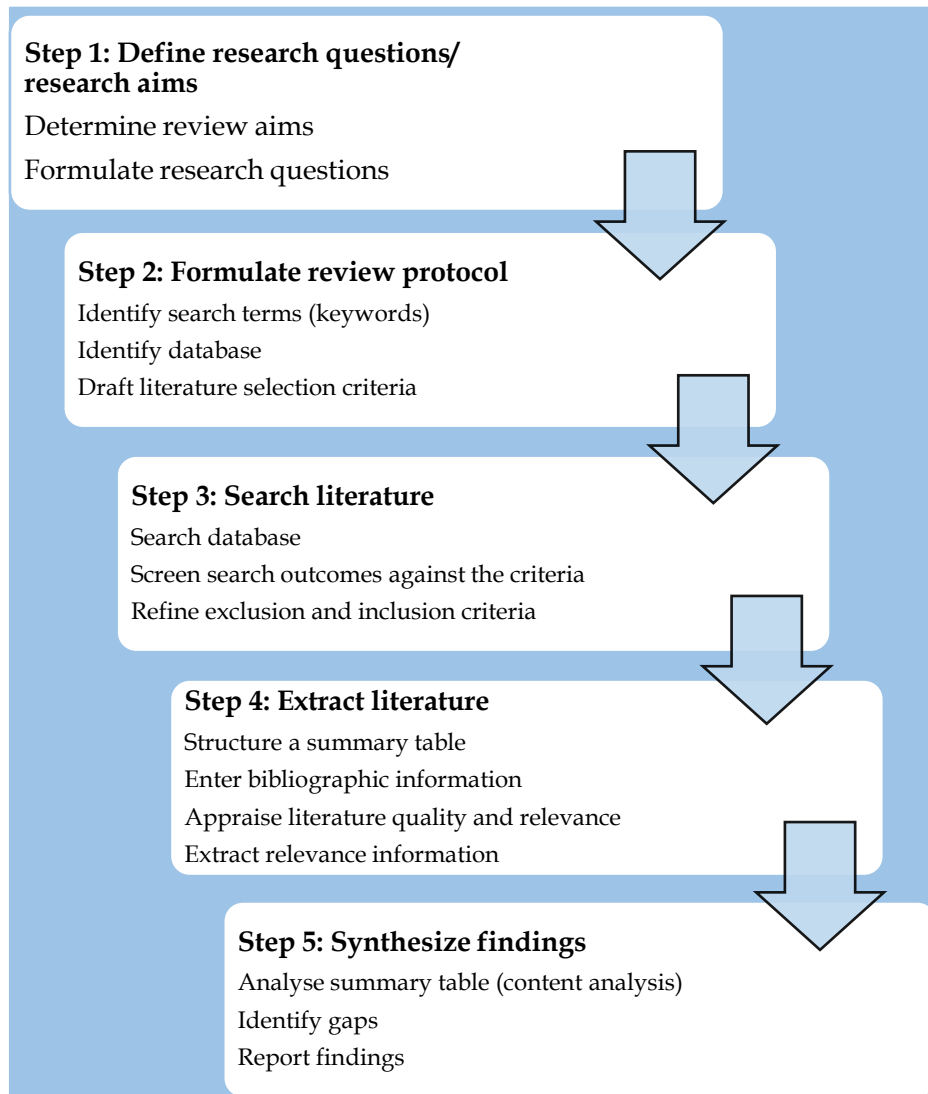 Step 1: Define research questions/
research aims
Determine review aims
Formulate research questions
Step 2: Formulate review protocol
Identify search terms (keywords)
Identify database
Draft literature selection criteria
Step 3: Search literature
Search database
Screen search outcomes against the criteria
Refine exclusion and inclusion criteria
Step 4: Extract literature
Structure a summary table
Enter bibliographic information
Appraise literature quality and relevance
Extract relevance information
Step 5: Synthesize findings
Analyse summary table (content analysis)
Identify gaps
Report findings